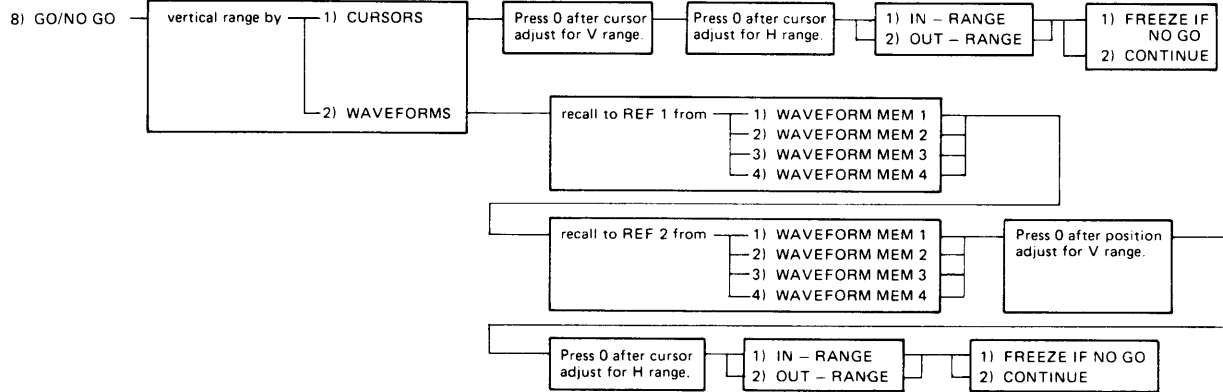 8) GO/NO GO
vertical range by
1) CURSORS
2) WAVEFORMS
Press 0 after cursor
adjust for V range.
Press 0 after cursor
adjust for H range.
1) IN – RANGE
2) OUT – RANGE
1) FREEZE IF
NO GO
2) CONTINUE
recall to REF 1 from
1) WAVEFORM MEM 1
2) WAVEFORM MEM 2
3) WAVEFORM MEM 3
4) WAVEFORM MEM 4
recall to REF 2 from
1) WAVEFORM MEM 1
2) WAVEFORM MEM 2
3) WAVEFORM MEM 3
4) WAVEFORM MEM 4
Press 0 after position
adjust for V range.
Press 0 after cursor
adjust for H range.
1) IN – RANGE
2) OUT – RANGE
1) FREEZE IF NO GO
2) CONTINUE